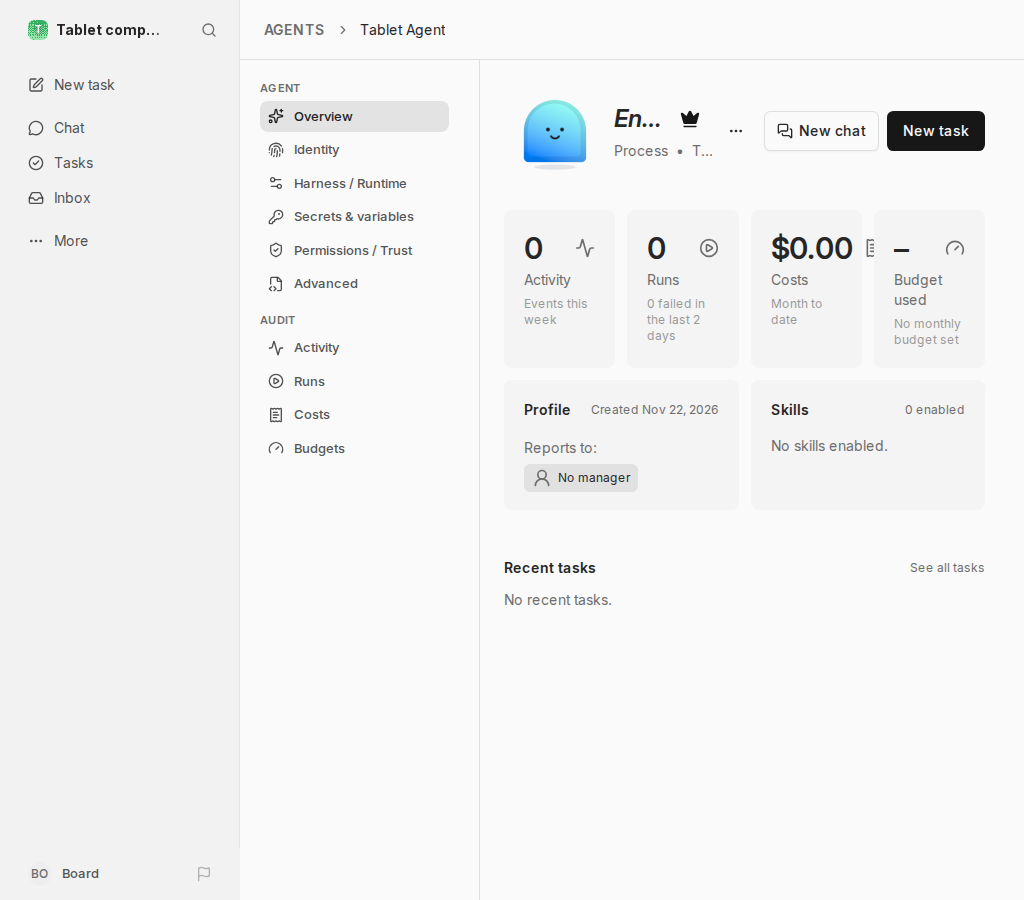 T Tablet comp...
New task
Chat
Tasks
Inbox
More
BO Board
AGENTS > Tablet Agent
AGENT
Overview
Identity
Harness / Runtime
Secrets & variables
Permissions / Trust
Advanced
AUDIT
Activity
Runs
Costs
Budgets
En...
Process • T...
New chat
New task
0
Activity
Events this
week
0
Runs
0 failed in
the last 2
days
$0.00
Costs
Month to
date
–
Budget
used
No monthly
budget set
Profile
Created Nov 22, 2026
Reports to:
No manager
Skills
0 enabled
No skills enabled.
Recent tasks
See all tasks
No recent tasks.